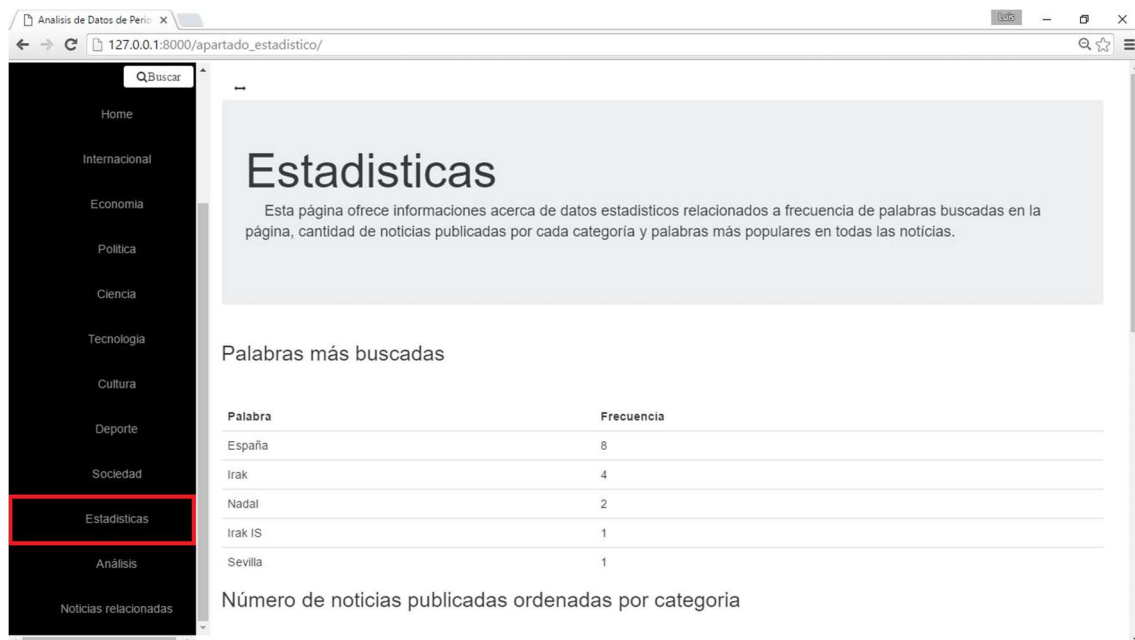 Analisis de Datos de Perio
Luis
127.0.0.1:8000/apartado_estadistico/
Buscar
Home
Internacional
Economia
Politica
Ciencia
Tecnologia
Cultura
Deporte
Sociedad
Estadisticas
Análisis
Noticias relacionadas
Estadisticas
Esta página ofrece informaciones acerca de datos estadisticos relacionados a frecuencia de palabras buscadas en la
página, cantidad de noticias publicadas por cada categoría y palabras más populares en todas las notícias.
Palabras más buscadas
Palabra Frecuencia
España 8
Irak 4
Nadal 2
Irak IS 1
Sevilla 1
Número de noticias publicadas ordenadas por categoria